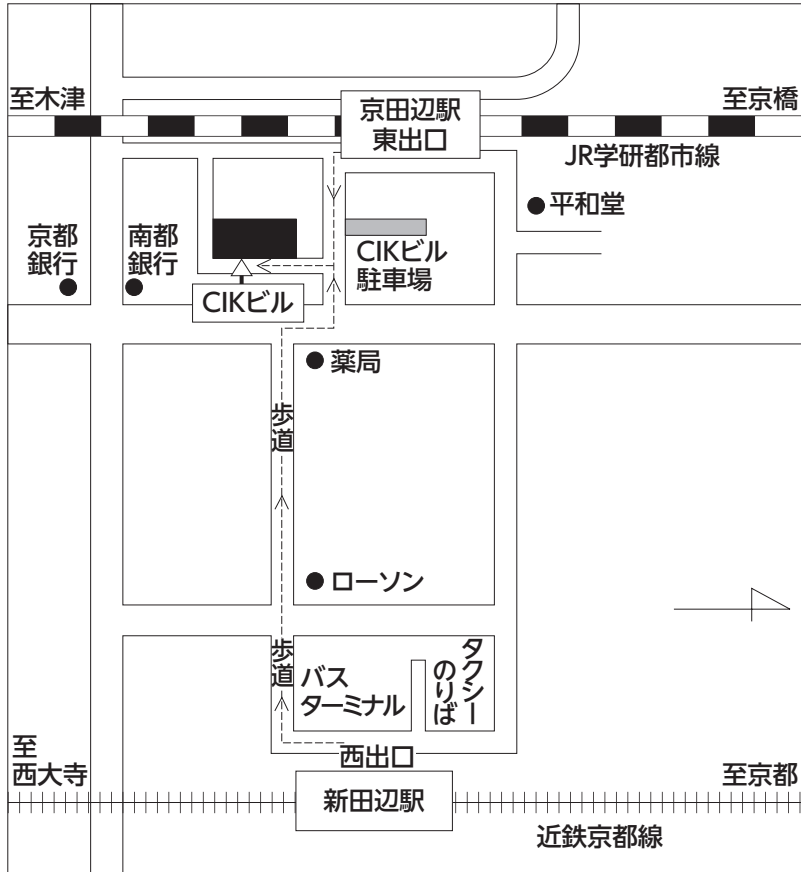 至木津
京田辺駅
東出口
至京橋
JR学研都市線
平和堂
京都
銀行
南都
銀行
CIKビル
CIKビル
駐車場
薬局
歩道
ローソン
歩道
バス
ターミナル
タクシー
のりば
西出口
至
西大寺
新田辺駅
至京都
近鉄京都線